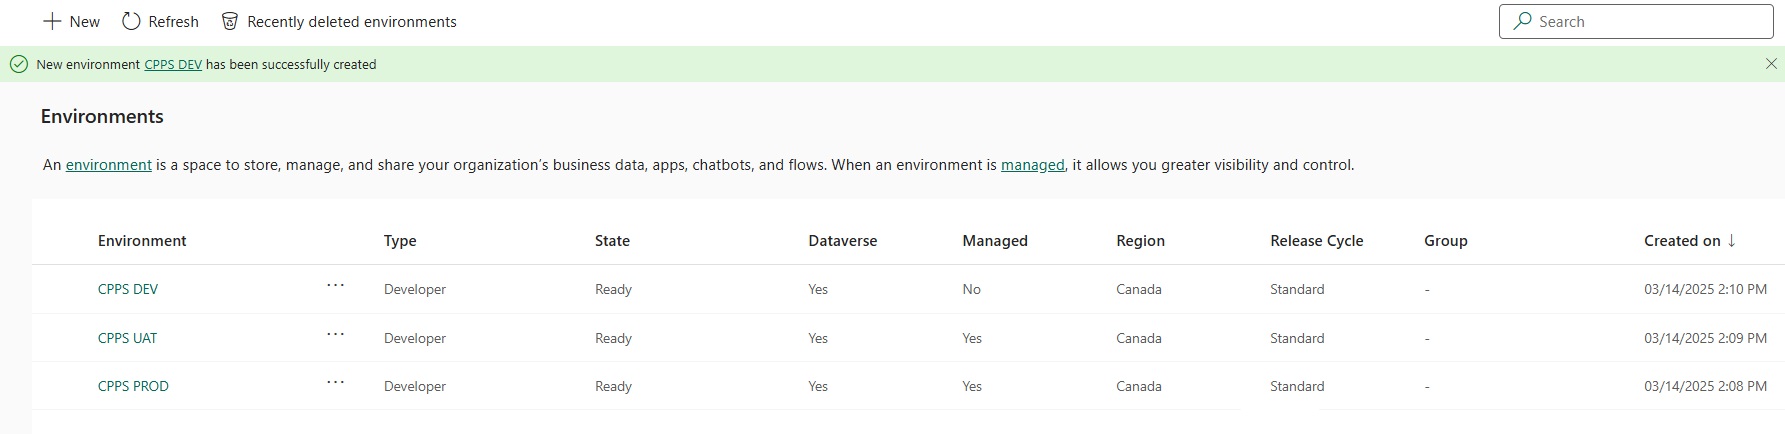 New Refresh Recently deleted environments Search
New environment CPPS DEV has been successfully created
Environments
An environment is a space to store, manage, and share your organization’s business data, apps, chatbots, and flows. When an environment is managed, it allows you greater visibility and control.
Environment Type State Dataverse Managed Region Release Cycle Group Created on ↓
CPPS DEV ... Developer Ready Yes No Canada Standard - 03/14/2025 2:10 PM
CPPS UAT ... Developer Ready Yes Yes Canada Standard - 03/14/2025 2:09 PM
CPPS PROD ... Developer Ready Yes Yes Canada Standard - 03/14/2025 2:08 PM